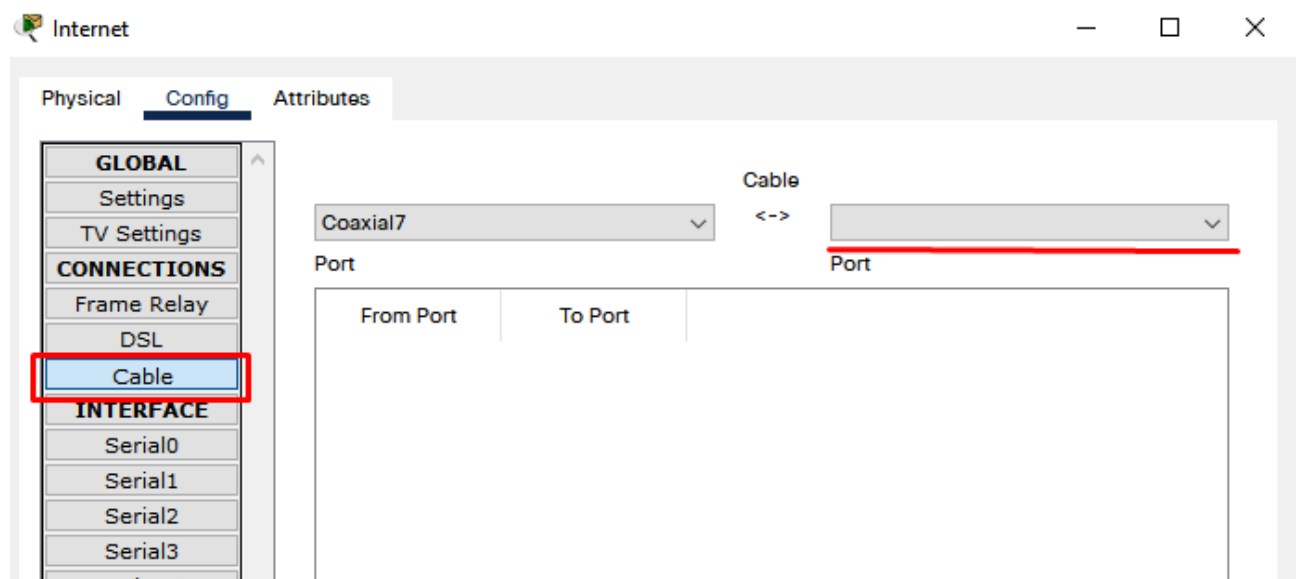 Internet
Physical Config Attributes
GLOBAL
Settings
TV Settings
CONNECTIONS
Frame Relay
DSL
Cable
INTERFACE
Serial0
Serial1
Serial2
Serial3
Cable
Coaxial7 <->
Port Port
From Port To Port